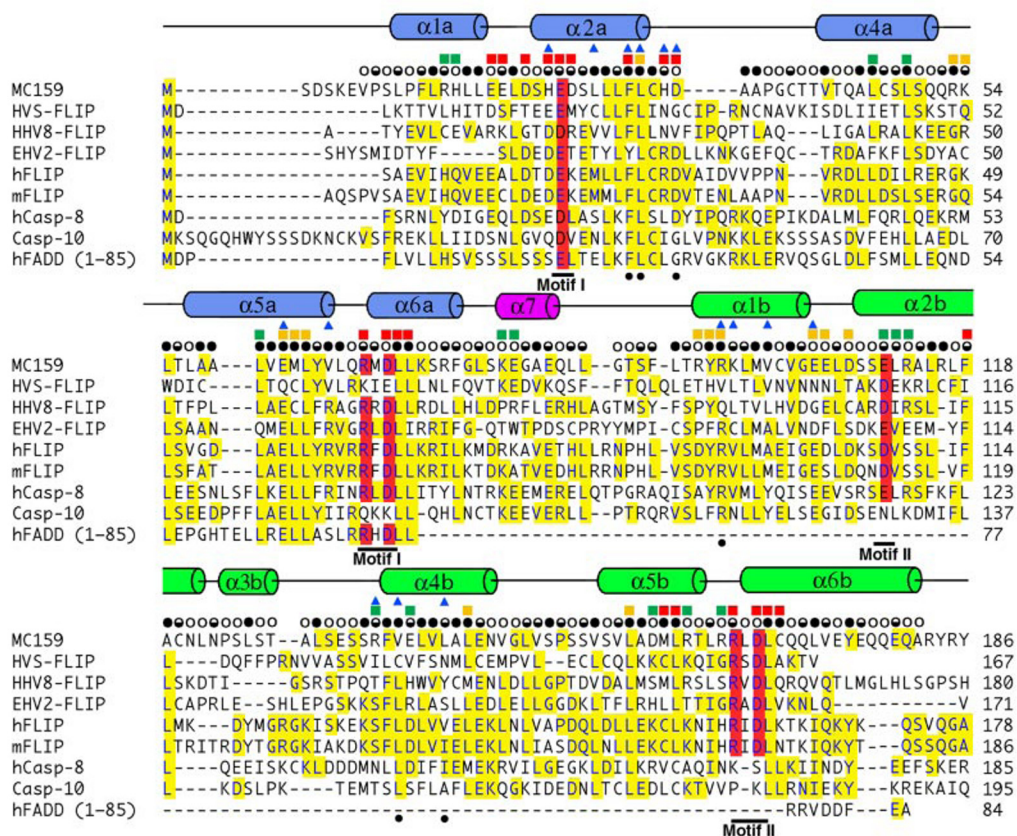 α1a α2a α4a
MC159 M------------SDSKEVPSLPFLRHLLEELDSHEDSLLLFLCHD-----AAPGCTTVTQALCSLSQQRK 54
HVS-FLIP MD-----------------LKTTVLHITDSFTEEEMYCLLFLINGCIP-RNCNAVKISDLIIETLSKSTQ 52
HHV8-FLIP M-------------A----TYEVLCEVARKLGTDDREVVLFLLNVFIPQPTLAQ--LIGALRALKEEGR 50
EHV2-FLIP M-------------SHYSMIDTYF-----SLDEDETETYLYLCRDLLKNKGEFQC--TRDAFKFLSDYAC 50
hFLIP M------------------SAEVIHQVEEALDTDEKEMLLFLCRDVAIDVVPPN---VRDLLDILRERGK 49
mFLIP M-------------AQSPVSAEVIHQVEECLDEDEKEMMLFLCRDVTENLAAPN---VRDLLDSLSERGQ 54
hCasp-8 MD-----------------FSRNLYDIGEQLDSEDLASLKFLSLDYIPQRKQEPIKDALMLFQRLQEKRM 53
Casp-10 MKSQGQHWYSSSDKNCKVSFREKLLIIDSNLGVQDVENLKFLCIGLVPNKKLEKSSSASDVFEHLLAEDL 70
hFADD (1-85) MDP----------------FLVLLHSVSSSLSSSELTELKFLCLGRVGKRKLERVQSGLDLFSMLLEQND 54
Motif I
α5a α6a α7 α1b α2b
MC159 LTLAA---LVEMLYVLQRMDLLKSRFGLSKEGAEQLL--GTSF-LTRYRKLMVCVGEELDSSELRALRLF 118
HVS-FLIP WDIC----LTQCLYVLRKIELLLNLFQVTKEDVKQSF--FTQLQLETHVLTLVNVNNNLTAKDEKRLCFI 116
HHV8-FLIP LTFPL---LAECLFRAGRRDLLRDLLHLDPRFLERHLAGTMSY-FSPYQLTVLHVDGELCARDIRSL-IF 115
EHV2-FLIP LSAAN---QMELLFRVGRLDLIRRIFG-QTWTPDSCPRYYMPI-CSPFRCLMALVNDFLSDKEVEEM-YF 114
hFLIP LSVGD---LAELLYRVRRFDLLKRILKMDRKAVETHLLRNPHL-VSDYRVLMAEIGEDLDKSDVSSL-IF 114
mFLIP LSFAT---LAELLYRVRRFDLLKRILKTDKATVEDHLRRNPHL-VSDYRVLLMEIGESLDQNDVSSL-VF 119
hCasp-8 LEESNLSFLKELLFRINRLDLLITYLNTRKEEMERELQTPGRAQISAYRVMLYQISEEVSRSELRSFKFL 123
Casp-10 LSEEDPFFLAELLYIIRQKKLL--QHLNCTKEEVERLL--PTRQRVSLFRNLLYELSEGIDSENLKDMIFL 137
hFADD (1-85) LEPGHTELLRELLASLRRHDLL------------------------------------------------ 77
Motif I Motif II
α3b α4b α5b α6b
MC159 ACNLNPSLST--ALSESSRFVELVLALENVGLVSPSSVSVLADMLRTLRRLDLCQQLVEYEQQEQARYRY 186
HVS-FLIP L----DQFFPRNVVASSVILCVFSNMLCEMPVL--ECLCQLKKCLKQIGRSDLAKTV 167
HHV8-FLIP LSKDTI-----GSRSTPQTFLHWVYCMENLDLLGPTDVDALMSMLRSLSRVDLQRQVQTLMGLHLSGPSH 180
EHV2-FLIP LCAPRLE---SHLEPGSKKSFLRLASLLEDLELLGGDKLTFLRHLLTTIGRADLVKNLQ-----------V 171
hFLIP LMK---DYMGRGKISKEKSFLDLVVELEKLNLVAPDQLDLLEKCLKNIHRIDLKTKIQKYK---QSVQGA 178
mFLIP LTRITRDYTGRGKIAKDKSFLDLVIELEKLNLIASDQLNLLEKCLKNIHRIDLNTKIQKYT---QSSQGA 186
hCasp-8 L----QEEISKCKLDDDMNLLDIFIEMEKRVILGEGKLDILKRVCAQINK-SLLKIINDY---EEFSKER 185
Casp-10 L----KDSLPK-----TEMTSLSFLAFLEKQGKIDEDNLTCLEDLCKTVVP-KLLRNIEKY---KREKAIQ 195
hFADD (1-85) ------------------------------------------------------RRVDDF---EA 84
Motif II